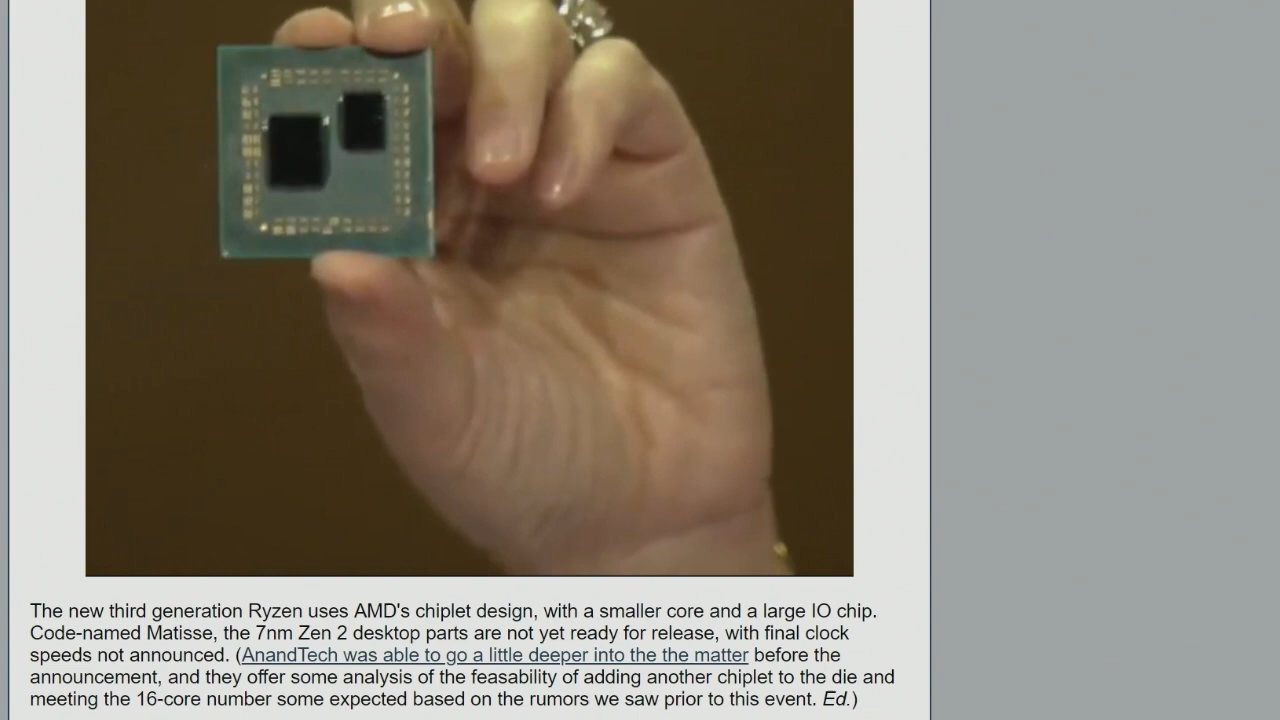 The new third generation Ryzen uses AMD's chiplet design, with a smaller core and a large IO chip.
Code-named Matisse, the 7nm Zen 2 desktop parts are not yet ready for release, with final clock
speeds not announced. (AnandTech was able to go a little deeper into the the matter before the
announcement, and they offer some analysis of the feasability of adding another chiplet to the die and
meeting the 16-core number some expected based on the rumors we saw prior to this event. Ed.)